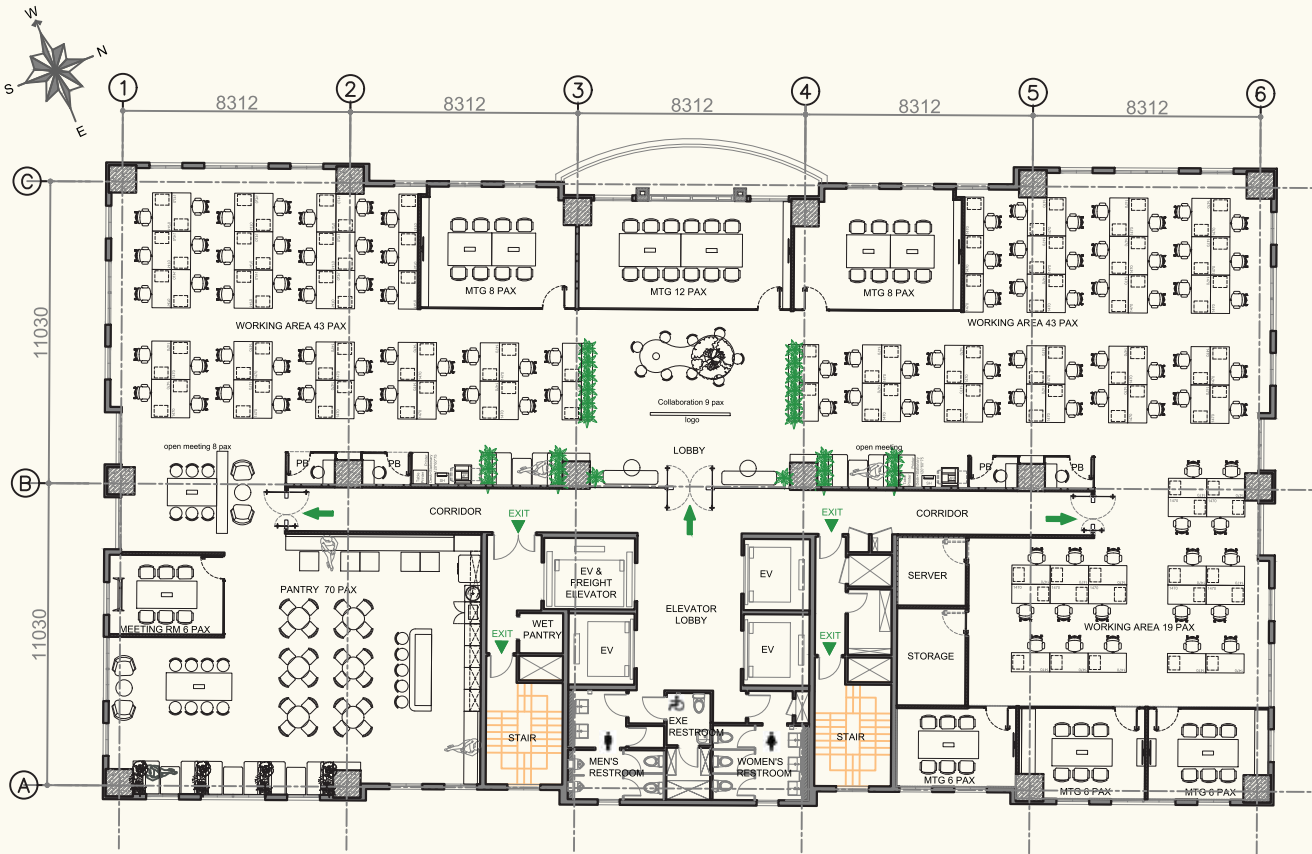 W
N
S
E
1
2
3
4
5
6
8312
8312
8312
8312
8312
C
B
A
11030
11030
MTG 8 PAX
MTG 12 PAX
MTG 8 PAX
WORKING AREA 43 PAX
WORKING AREA 43 PAX
Collaboration 9 pax
logo
open meeting 8 pax
LOBBY
open meeting
PB
PB
PB
PB
CORRIDOR
EXIT
EXIT
CORRIDOR
EV &
FREIGHT
ELEVATOR
EV
SERVER
PANTRY 70 PAX
ELEVATOR
LOBBY
MEETING RM 6 PAX
WET
PANTRY
EXIT
EXIT
WORKING AREA 19 PAX
EV
EV
STORAGE
EXE
RESTROOM
STAIR
STAIR
MEN'S
RESTROOM
WOMEN'S
RESTROOM
MTG 6 PAX
MTG 6 PAX
MTG 6 PAX